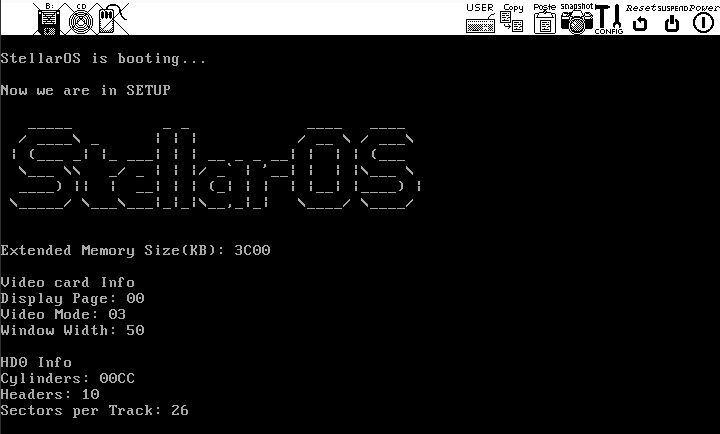 B: CD USER Copy Paste Snapshot CONFIG Reset SUSPEND Power
StellarOS is booting...
Now we are in SETUP
StellarOS
Extended Memory Size(KB): 3C00
Video card Info
Display Page: 00
Video Mode: 03
Window Width: 50
HD0 Info
Cylinders: 00CC
Headers: 10
Sectors per Track: 26